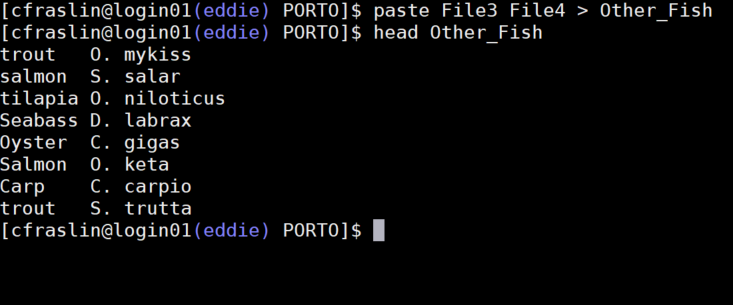 [cfraslin@login01(eddie) PORTO]$ paste File3 File4 > Other_Fish
[cfraslin@login01(eddie) PORTO]$ head Other_Fish
trout   O. mykiss
salmon  S. salar
tilapia O. niloticus
Seabass D. labrax
Oyster  C. gigas
Salmon  O. keta
Carp    C. carpio
trout   S. trutta
[cfraslin@login01(eddie) PORTO]$